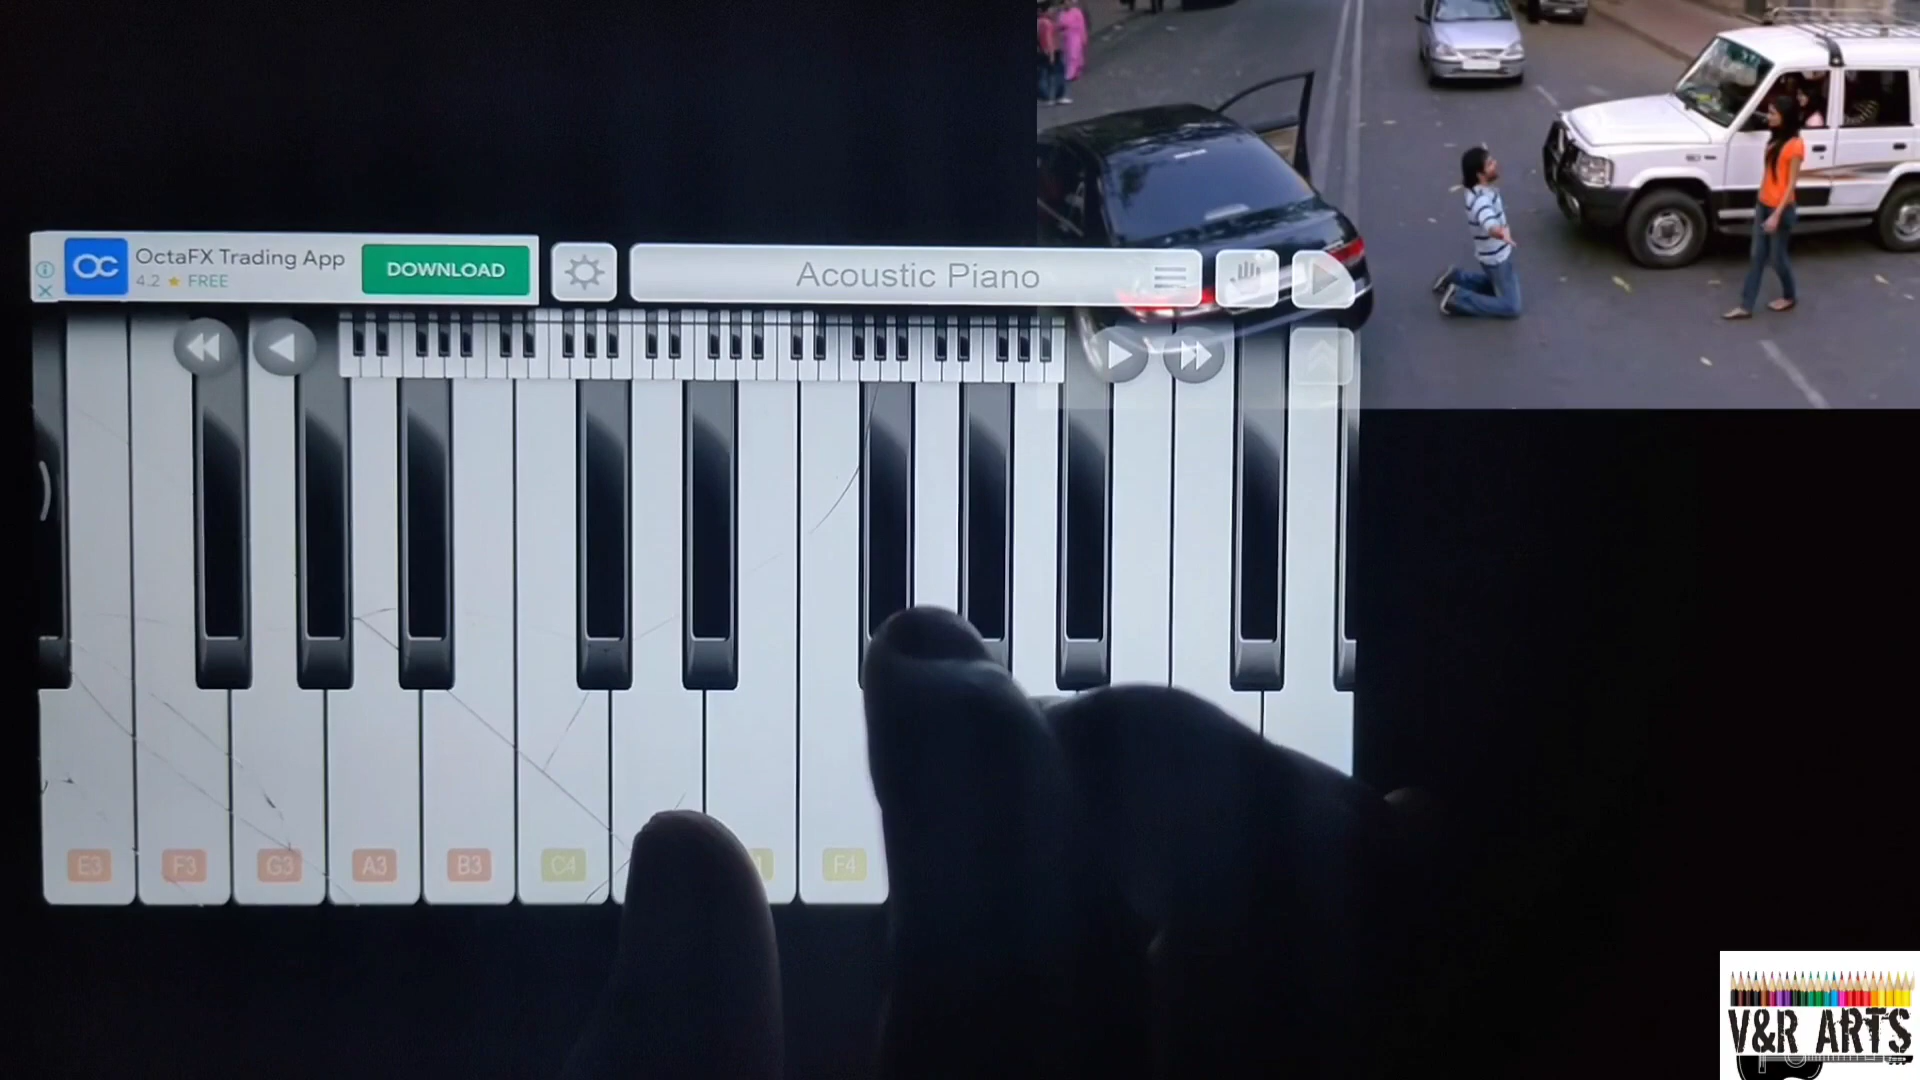 OctaFX Trading App
4.2 ★ FREE
DOWNLOAD
Acoustic Piano
E3 F3 G3 A3 B3 C4 F4
V&R ARTS